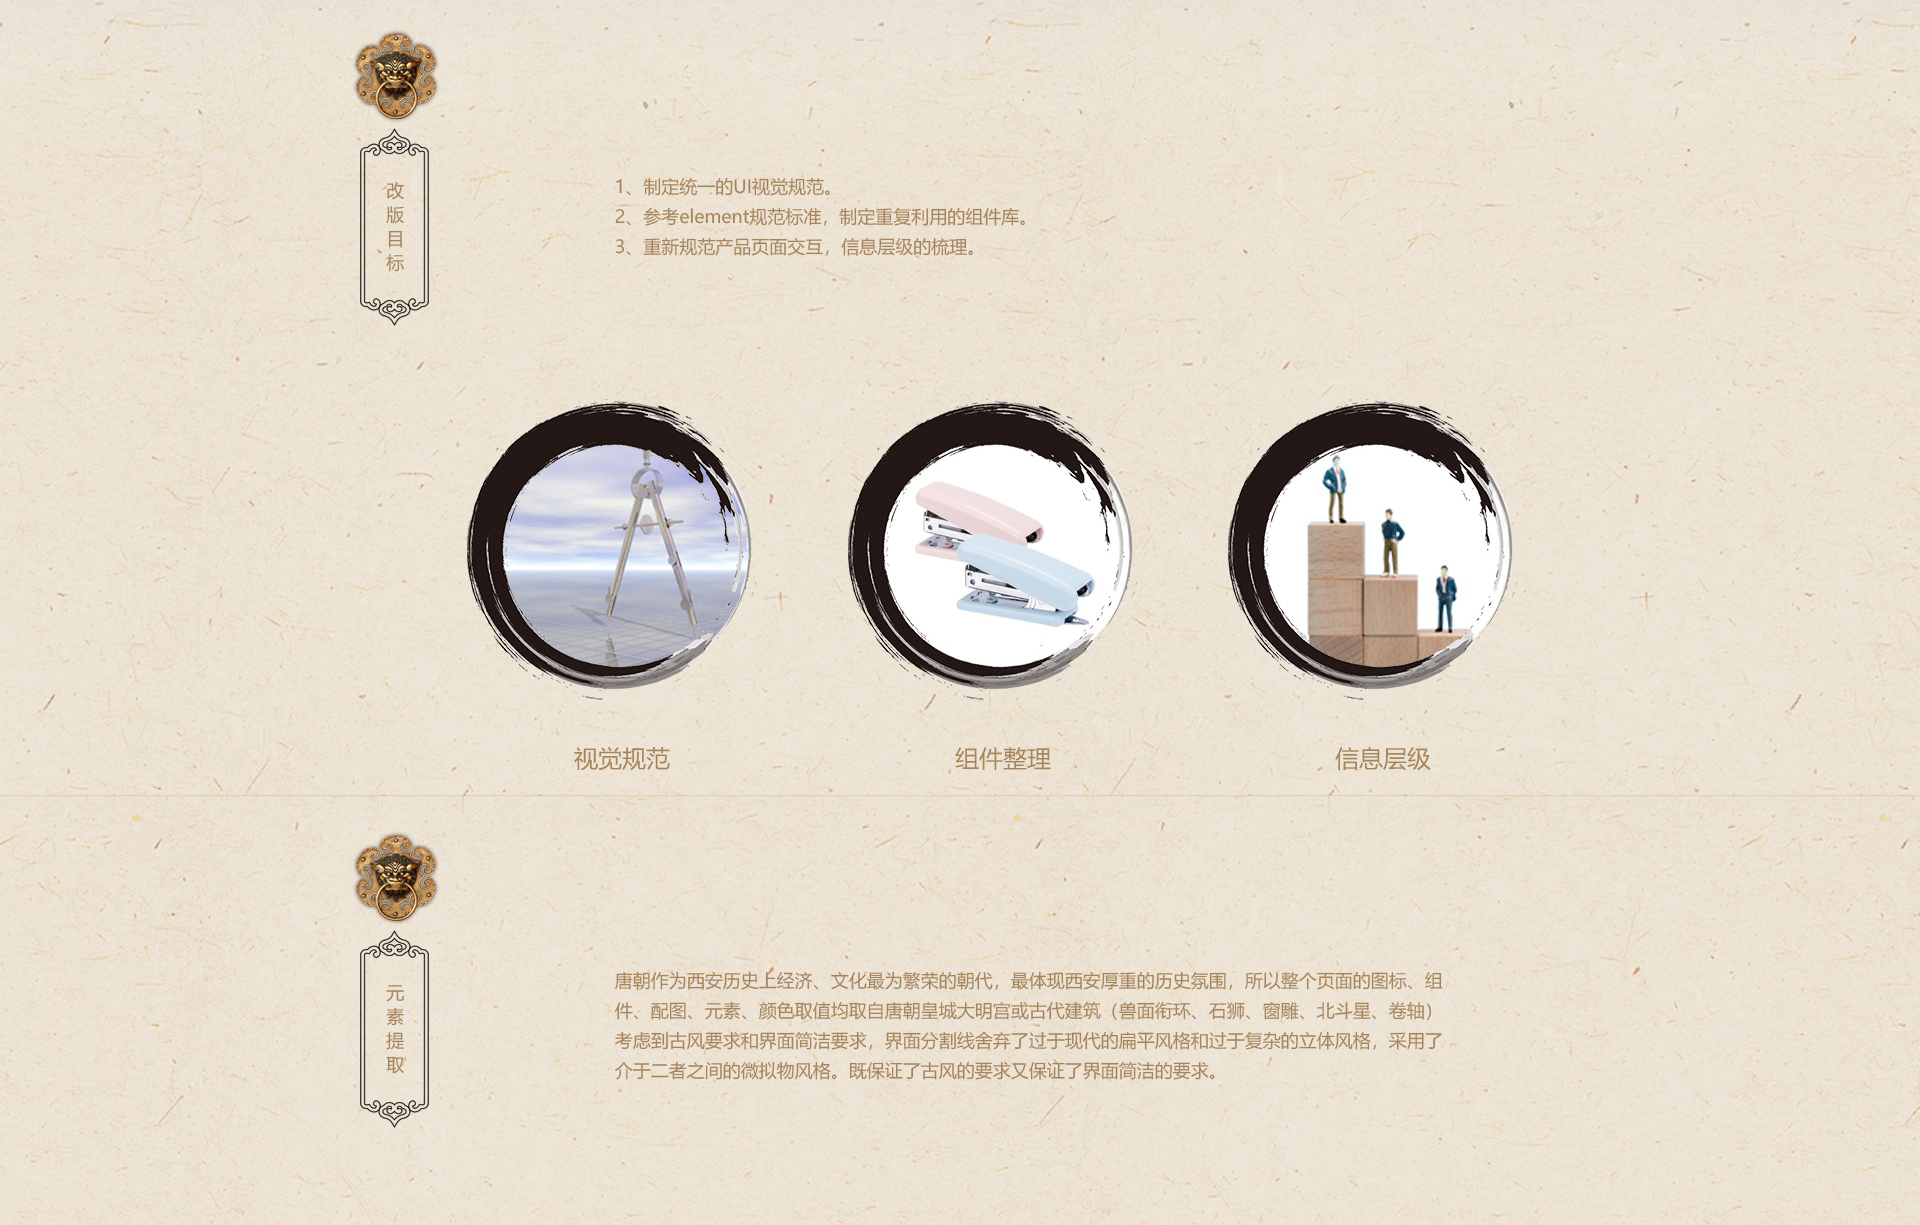 改版目标
1、制定统一的UI视觉规范。
2、参考element规范标准，制定重复利用的组件库。
3、重新规范产品页面交互，信息层级的梳理。
视觉规范
组件整理
信息层级
元素提取
唐朝作为西安历史上经济、文化最为繁荣的朝代，最体现西安厚重的历史氛围，所以整个页面的图标、组
件、配图、元素、颜色取值均取自唐朝皇城大明宫或古代建筑（兽面衔环、石狮、窗雕、北斗星、卷轴）
考虑到古风要求和界面简洁要求，界面分割线舍弃了过于现代的扁平风格和过于复杂的立体风格，采用了
介于二者之间的微拟物风格。既保证了古风的要求又保证了界面简洁的要求。